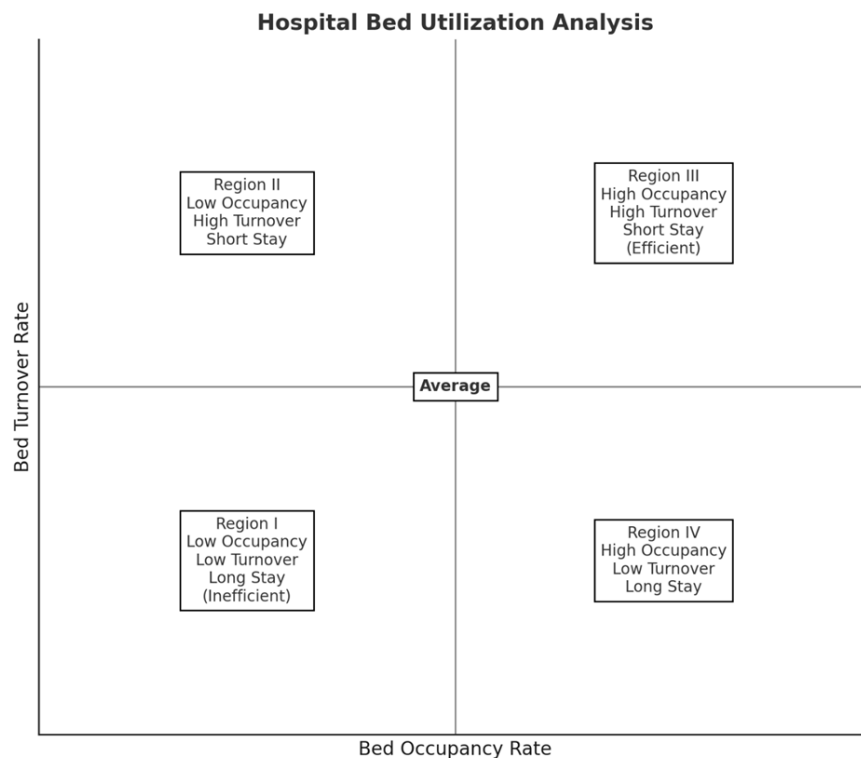 Hospital Bed Utilization Analysis
Region II
Low Occupancy
High Turnover
Short Stay
Region III
High Occupancy
High Turnover
Short Stay
(Efficient)
Bed Turnover Rate
Average
Region I
Low Occupancy
Low Turnover
Long Stay
(Inefficient)
Region IV
High Occupancy
Low Turnover
Long Stay
Bed Occupancy Rate